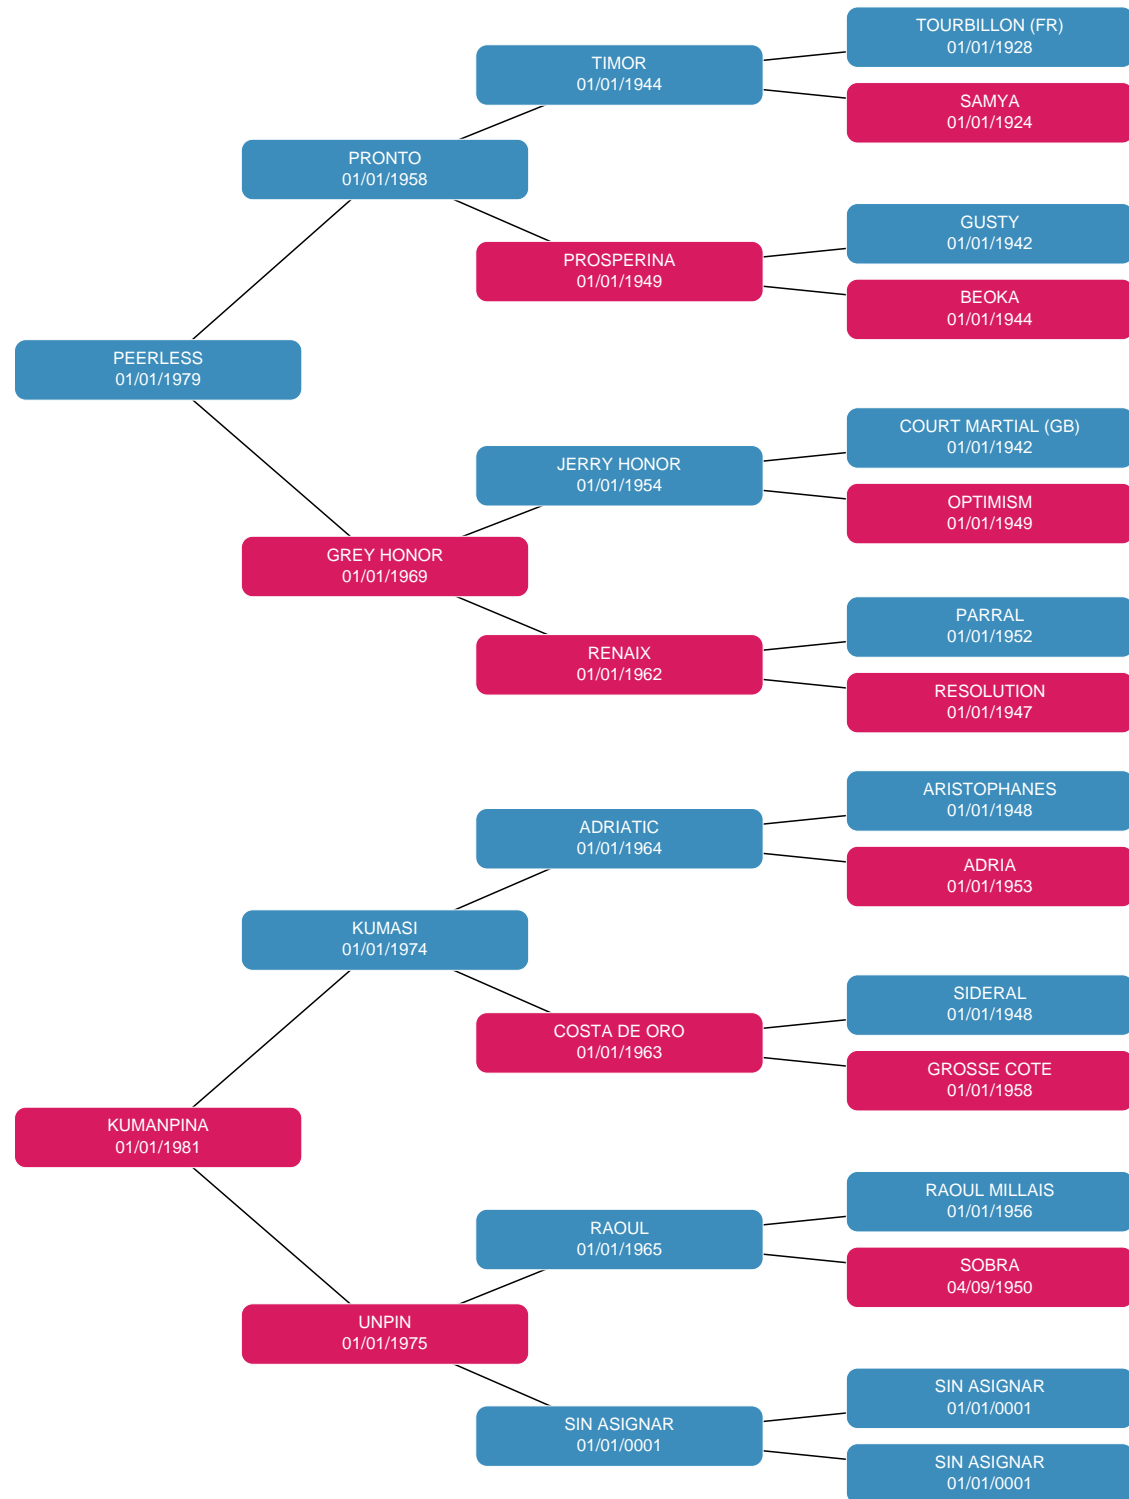 TOURBILLON (FR)
01/01/1928
TIMOR
01/01/1944
SAMYA
01/01/1924
PRONTO
01/01/1958
GUSTY
01/01/1942
PROSPERINA
01/01/1949
BEOKA
01/01/1944
PEERLESS
01/01/1979
COURT MARTIAL (GB)
01/01/1942
JERRY HONOR
01/01/1954
OPTIMISM
01/01/1949
GREY HONOR
01/01/1969
PARRAL
01/01/1952
RENAIX
01/01/1962
RESOLUTION
01/01/1947
ARISTOPHANES
01/01/1948
ADRIATIC
01/01/1964
ADRIA
01/01/1953
KUMASI
01/01/1974
SIDERAL
01/01/1948
COSTA DE ORO
01/01/1963
GROSSE COTE
01/01/1958
KUMANPINA
01/01/1981
RAOUL MILLAIS
01/01/1956
RAOUL
01/01/1965
SOBRA
04/09/1950
UNPIN
01/01/1975
SIN ASIGNAR
01/01/0001
SIN ASIGNAR
01/01/0001
SIN ASIGNAR
01/01/0001